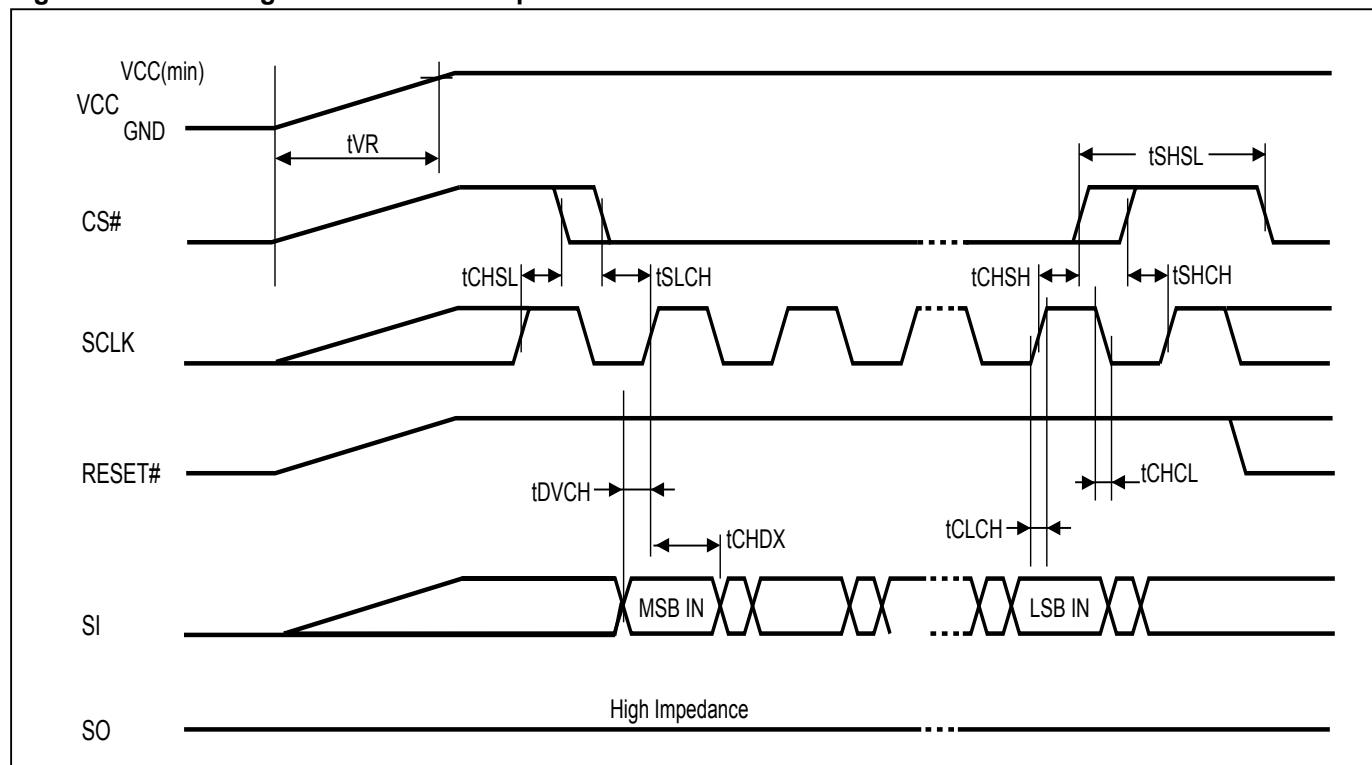 VCC(min)
VCC
GND
tVR
tSHSL
CS#
tCHSL
tSLCH
tCHSH
tSHCH
SCLK
RESET#
tDVCH
tCHCL
tCLCH
tCHDX
MSB IN
LSB IN
SI
High Impedance
SO